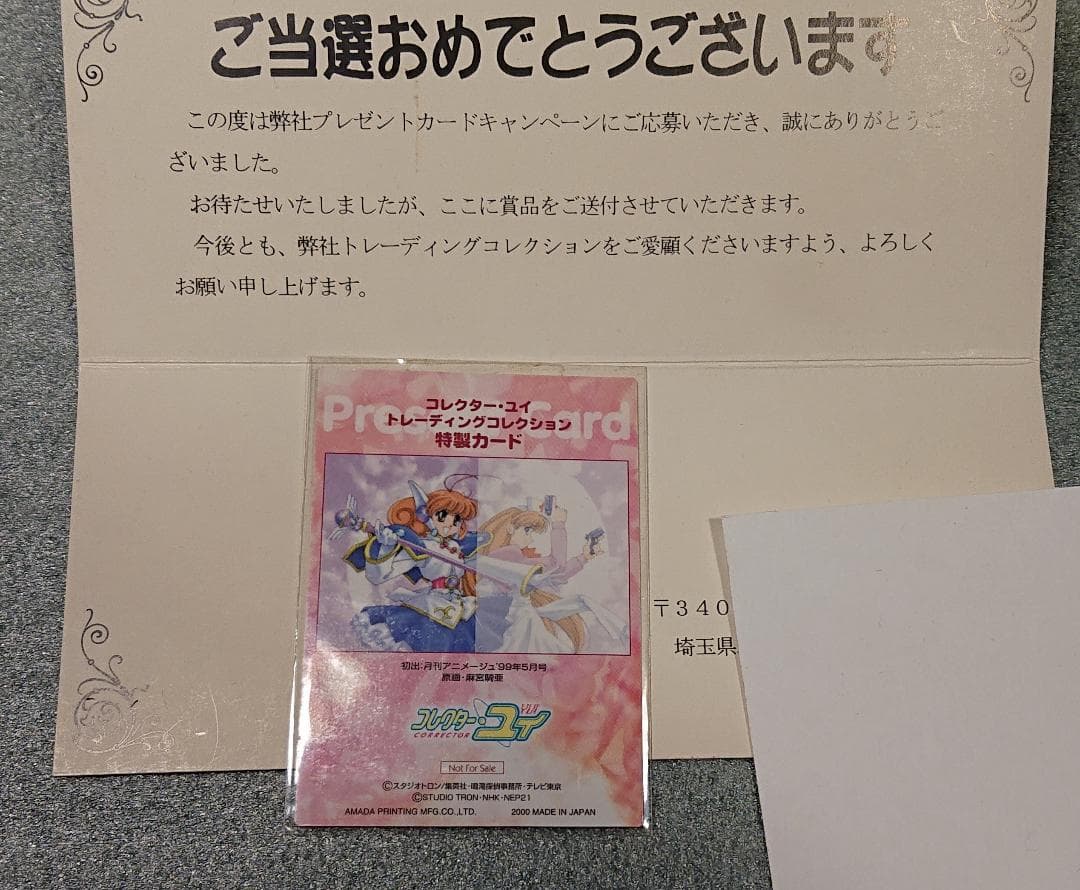 ご当選おめでとうございます
この度は弊社プレゼントカードキャンペーンにご応募いただき、誠にありがとうご
ざいました。
お待たせいたしましたが、ここに賞品をご送付させていただきます。
今後とも、弊社トレーディングコレクションをご愛顧くださいますよう、よろしく
お願い申し上げます。
コレクター・ユイ
トレーディングコレクション
特製カード
Card
初出:月刊アニメージュ'99年5月号
原画・麻宮騎亜
コレクター・ユイ
YUI
CORRECTOR
Not For Sale
©スタジオトロン/集英社・鳴滝探偵事務所・テレビ東京
©STUDIO TRON・NHK・NEP21
AMADA PRINTING MFG.CO.,LTD. 2000 MADE IN JAPAN
〒340
埼玉県